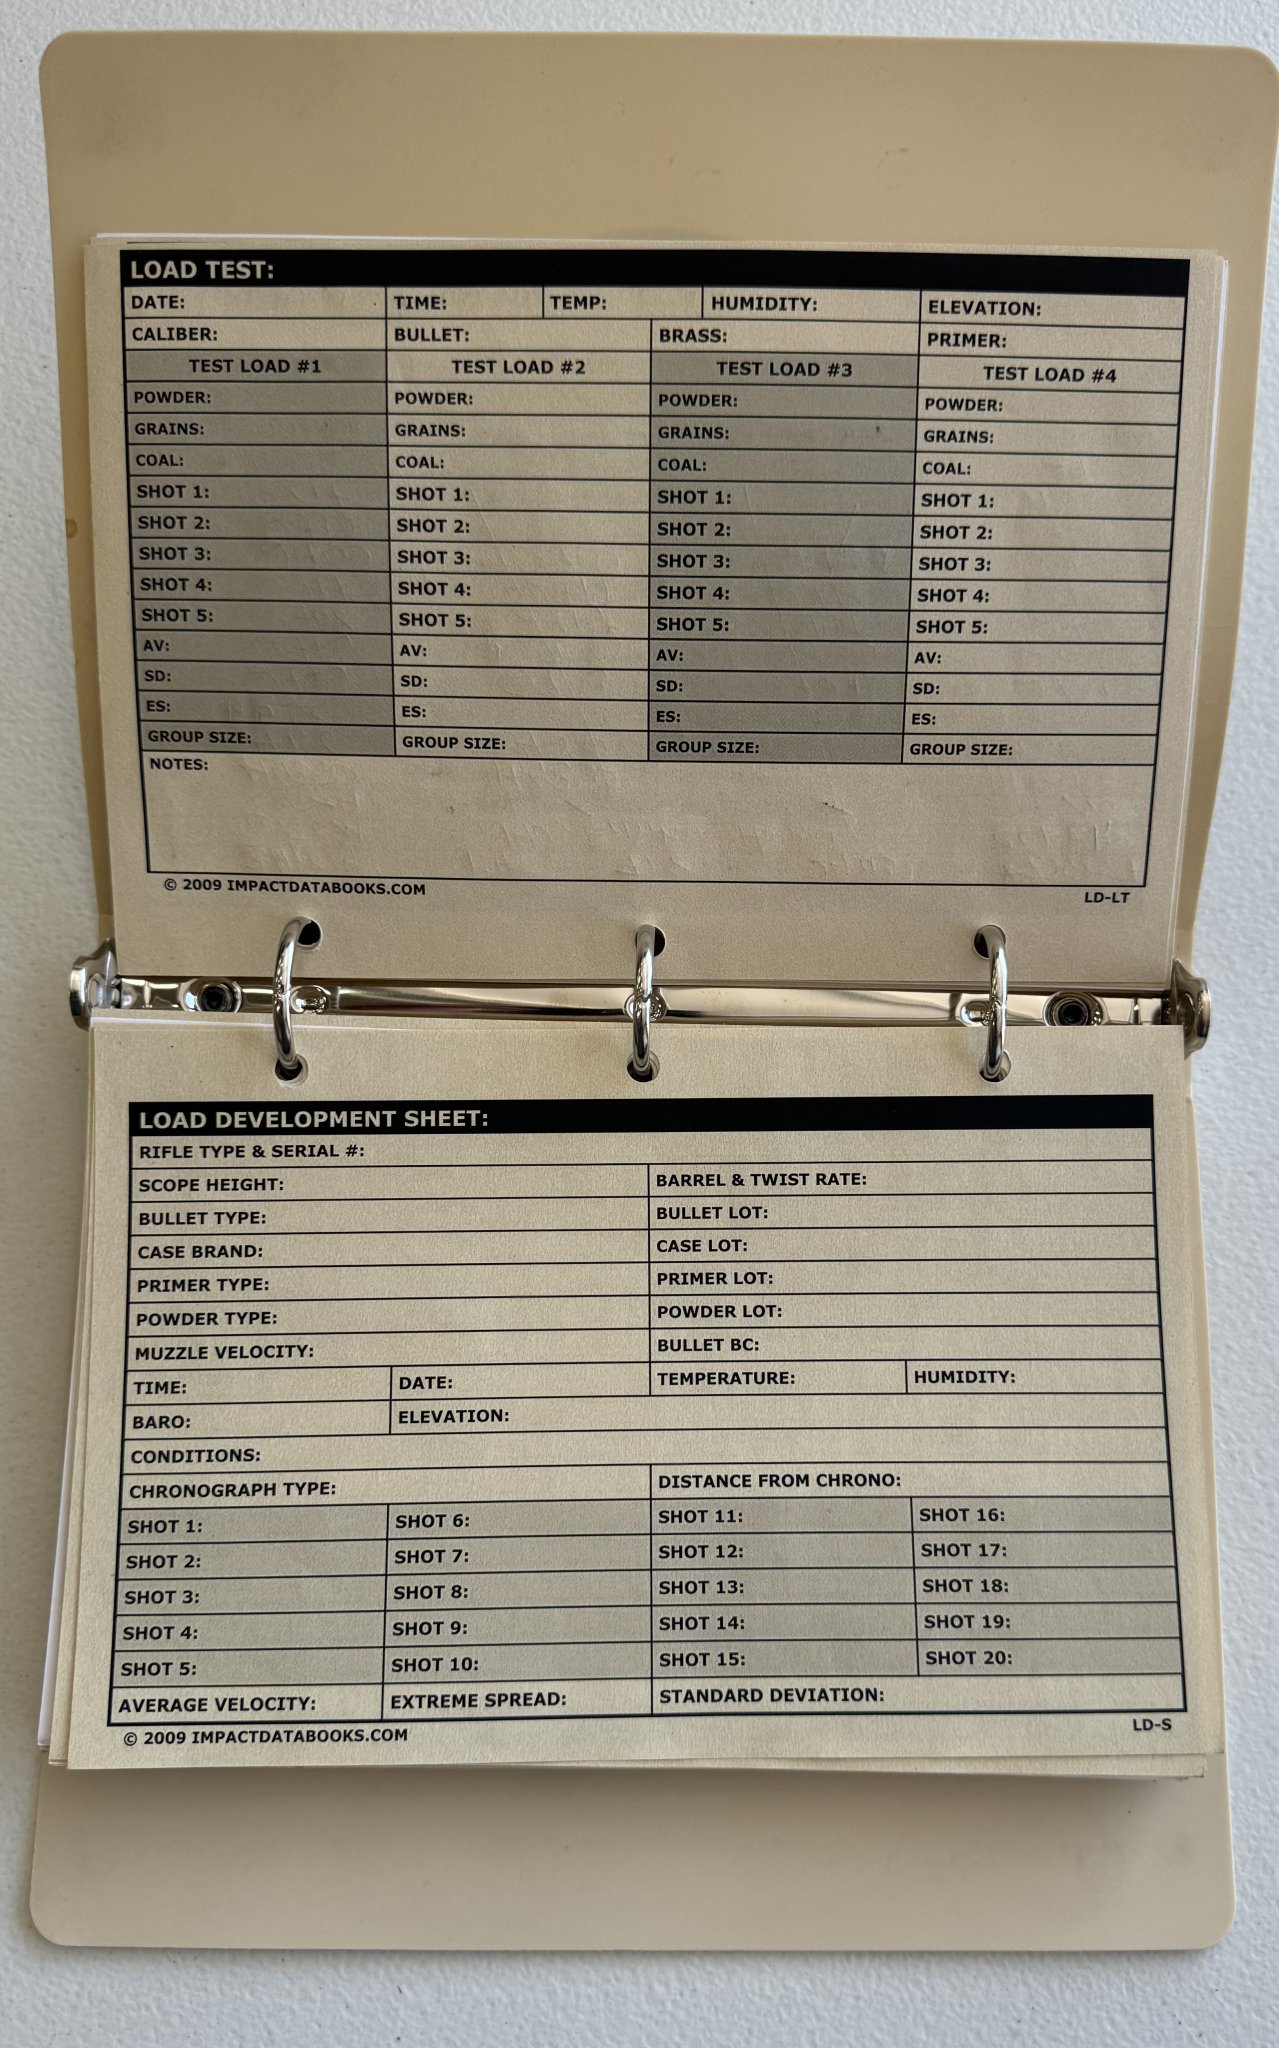 LOAD TEST:
DATE: TIME: TEMP: HUMIDITY: ELEVATION:
CALIBER: BULLET: BRASS: PRIMER:
TEST LOAD #1 TEST LOAD #2 TEST LOAD #3 TEST LOAD #4
POWDER: POWDER: POWDER: POWDER:
GRAINS: GRAINS: GRAINS: GRAINS:
COAL: COAL: COAL: COAL:
SHOT 1: SHOT 1: SHOT 1: SHOT 1:
SHOT 2: SHOT 2: SHOT 2: SHOT 2:
SHOT 3: SHOT 3: SHOT 3: SHOT 3:
SHOT 4: SHOT 4: SHOT 4: SHOT 4:
SHOT 5: SHOT 5: SHOT 5: SHOT 5:
AV: AV: AV: AV:
SD: SD: SD: SD:
ES: ES: ES: ES:
GROUP SIZE: GROUP SIZE: GROUP SIZE: GROUP SIZE:
NOTES:
© 2009 IMPACTDATABOOKS.COM LD-LT
LOAD DEVELOPMENT SHEET:
RIFLE TYPE & SERIAL #:
SCOPE HEIGHT: BARREL & TWIST RATE:
BULLET TYPE: BULLET LOT:
CASE BRAND: CASE LOT:
PRIMER TYPE: PRIMER LOT:
POWDER TYPE: POWDER LOT:
MUZZLE VELOCITY: BULLET BC:
TIME: DATE: TEMPERATURE: HUMIDITY:
BARO: ELEVATION:
CONDITIONS:
CHRONOGRAPH TYPE: DISTANCE FROM CHRONO:
SHOT 1: SHOT 6: SHOT 11: SHOT 16:
SHOT 2: SHOT 7: SHOT 12: SHOT 17:
SHOT 3: SHOT 8: SHOT 13: SHOT 18:
SHOT 4: SHOT 9: SHOT 14: SHOT 19:
SHOT 5: SHOT 10: SHOT 15: SHOT 20:
AVERAGE VELOCITY: EXTREME SPREAD: STANDARD DEVIATION:
© 2009 IMPACTDATABOOKS.COM LD-S